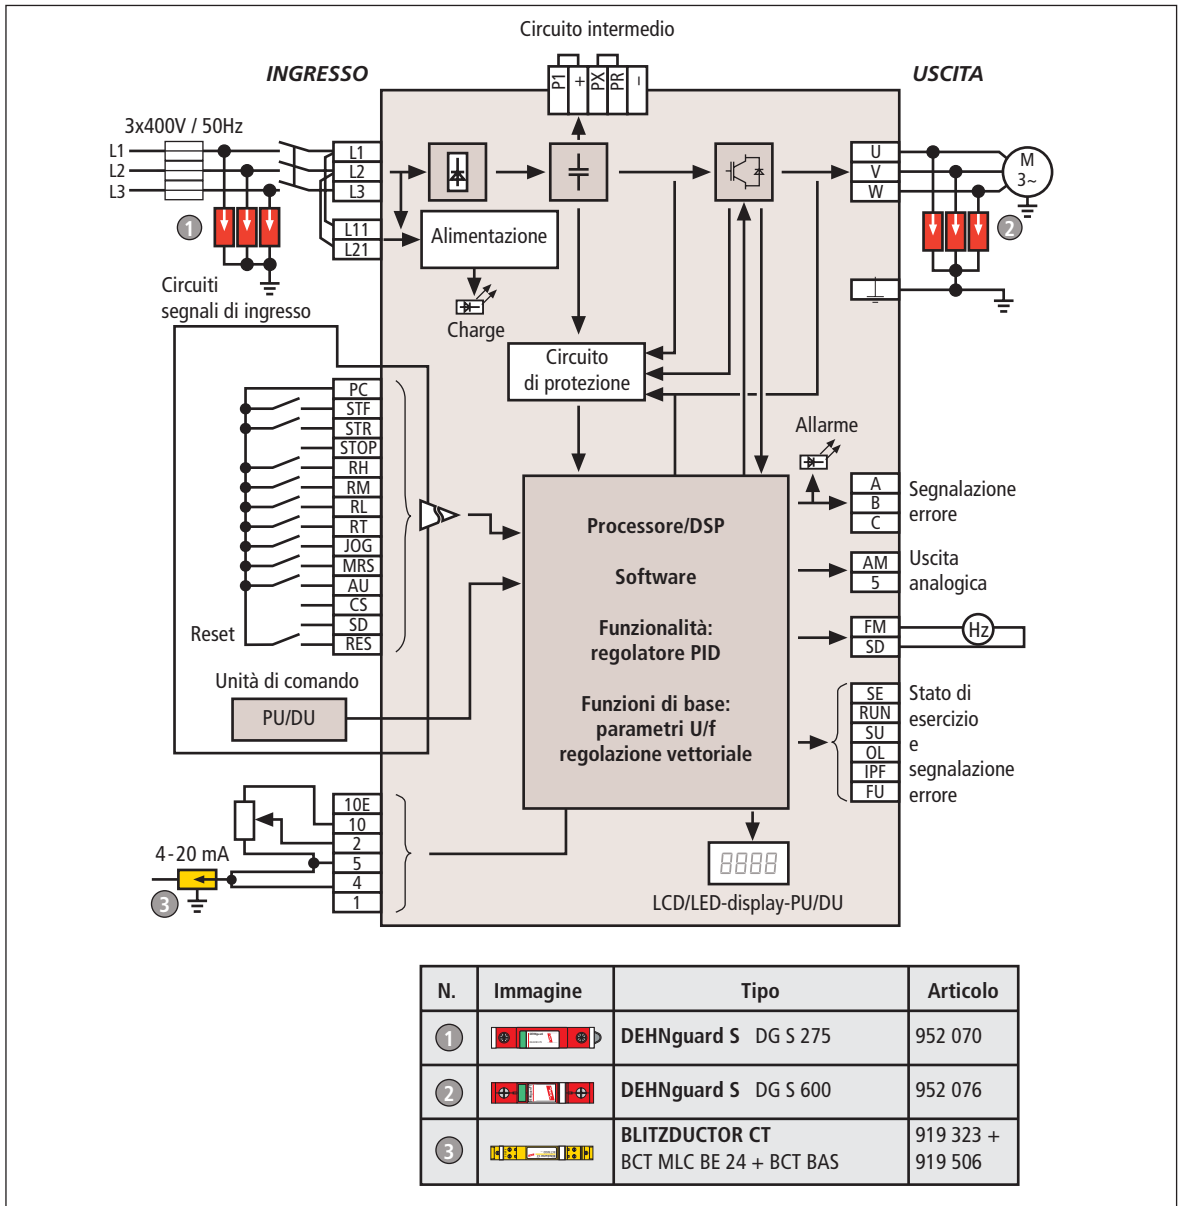 Circuito intermedio
INGRESSO
USCITA
P1
+
PX
PR
–
3x400V / 50Hz
L1
L2
L3
L1
L2
L3
L11
L21
1
Alimentazione
Charge
U
V
W
M
3~
2
Circuiti
segnali di ingresso
Circuito
di protezione
PC
STF
STR
STOP
RH
RM
RL
RT
JOG
MRS
AU
CS
SD
RES
Reset
Allarme
A
B
C
Segnalazione
errore
Processore/DSP
Software
Funzionalità:
regolatore PID
Funzioni di base:
parametri U/f
regolazione vettoriale
AM
5
Uscita
analogica
FM
SD
Hz
Unità di comando
PU/DU
SE
RUN
SU
OL
IPF
FU
Stato di
esercizio
e
segnalazione
errore
10E
10
2
5
4
1
4-20 mA
3
8888
LCD/LED-display-PU/DU
N. Immagine Tipo Articolo
1 DEHNguard S DG S 275 952 070
2 DEHNguard S DG S 600 952 076
3 BLITZDUCTOR CT 919 323 +
BCT MLC BE 24 + BCT BAS 919 506